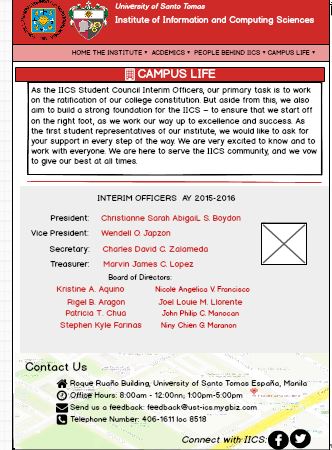 University of Santo Tomas
Institute of Information and Computing Sciences
HOME THE INSTITUTE ▾ ACDEMICS ▾ PEOPLE BEHIND IICS ▾ CAMPUS LIFE ▾
CAMPUS LIFE
As the IICS Student Council Interim Officers, our primary task is to work
on the ratification of our college constitution. But aside from this, we also
aim to build a strong foundation for the IICS – to ensure that we start off
on the right foot, as we work our way up to excellence and success. As
the first student representatives of our institute, we would like to ask for
your support in every step of the way. We are very excited to know and to
work with everyone. We are here to serve the IICS community, and we vow
to give our best at all times.
INTERIM OFFICERS AY 2015-2016
President: Christianne Sarah AbigaiL S. Boydon
Vice President: Wendell O. Japzon
Secretary: Charles David C. Zalameda
Treasurer: Marvin James C. Lopez
Board of Directors:
Kristine A. Aquino Nicole Angelica V. Francisco
Rigel B. Aragon Joel Louie M. Llorente
Patricia T. Chua John Philip C. Manocan
Stephen Kyle Farinas Niny Chien G. Maranon
Contact Us
Roque Ruaño Building, University of Santo Tomas España, Manila
Office Hours: 8:00am - 12:00nn; 1:00pm-5:00pm
Send us a feedback: feedback@ust-ics.mygbiz.com
Telephone Number: 406-1611 loc 8518
Connect with IICS: